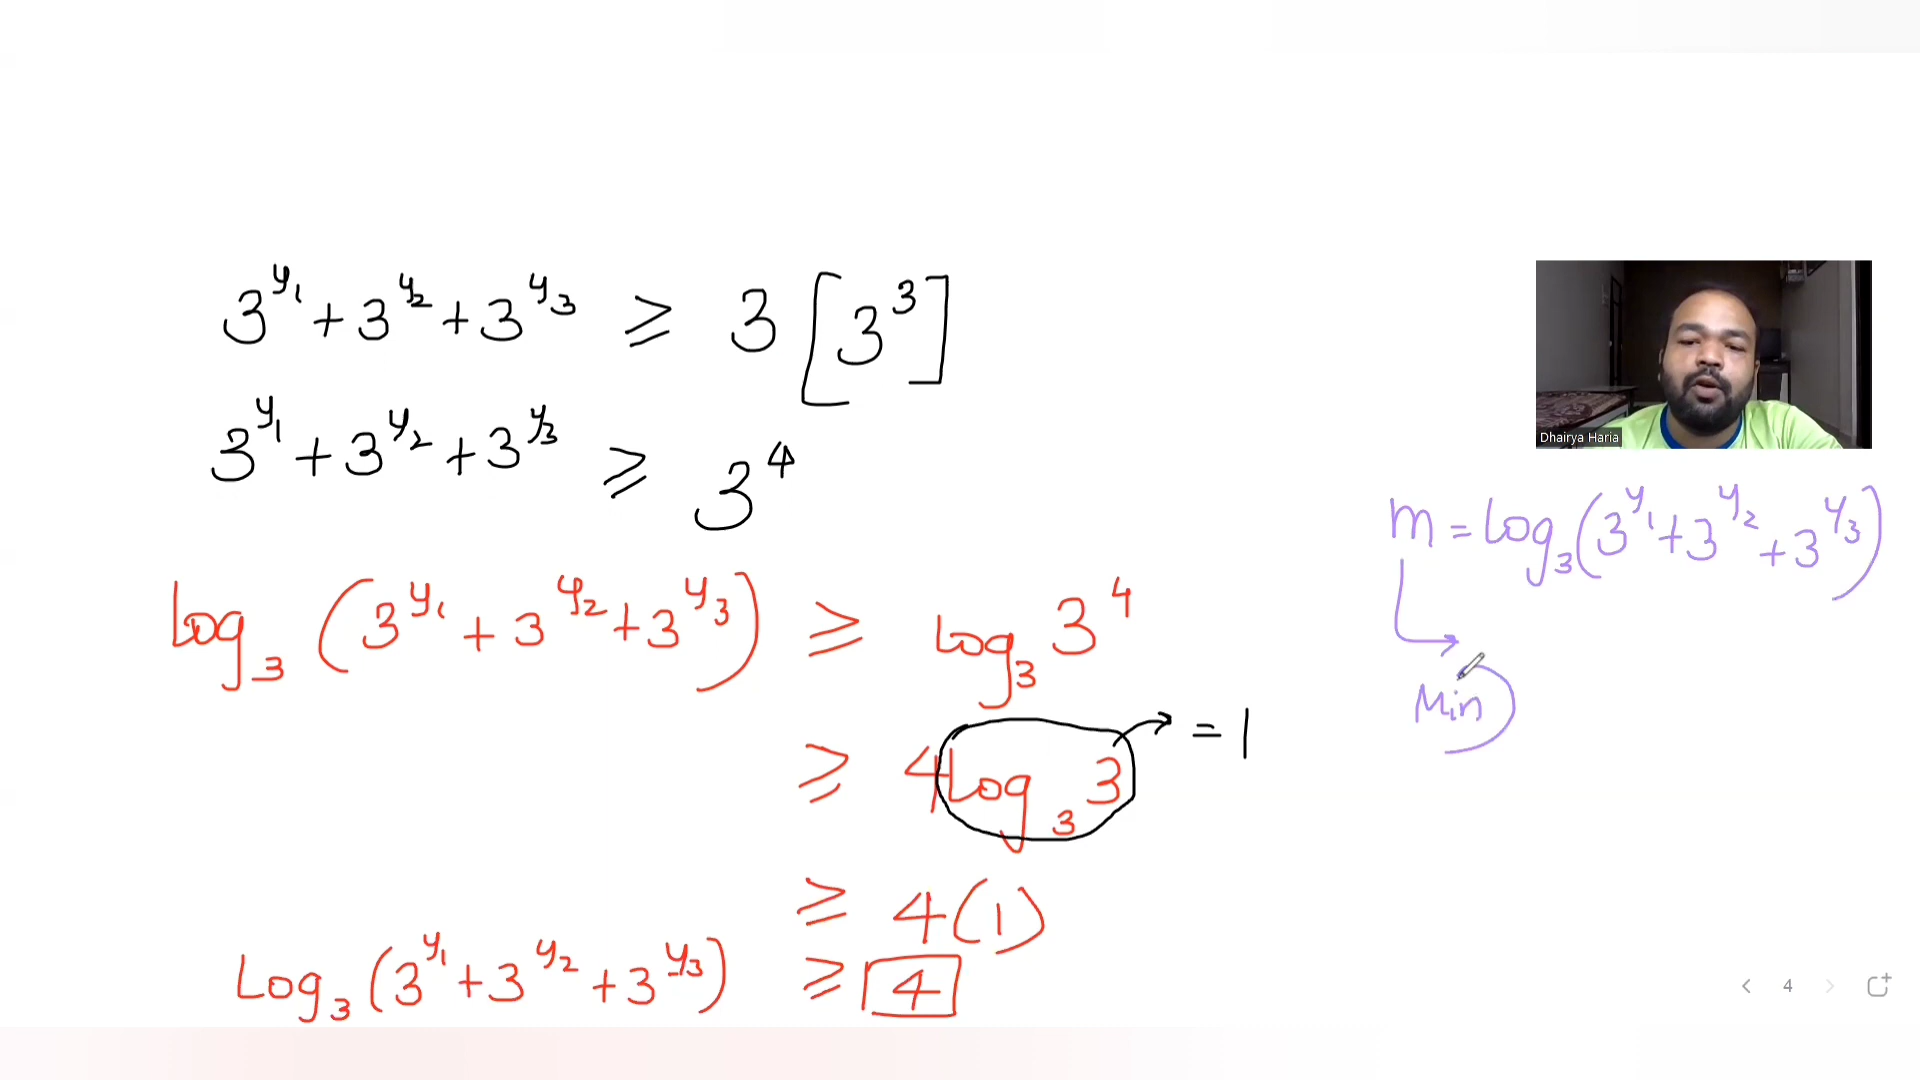 3^y₁ + 3^y₂ + 3^y₃ ≥ 3 [3^3]
3^y₁ + 3^y₂ + 3^y₃ ≥ 3^4
log₃ (3^y₁ + 3^y₂ + 3^y₃) ≥ log₃ 3^4
≥ 4 log₃ 3 → = 1
≥ 4(1)
Log₃ (3^y₁ + 3^y₂ + 3^y₃) ≥ 4
Dhairya Haria
m = log₃ (3^y₁ + 3^y₂ + 3^y₃)
Min
4